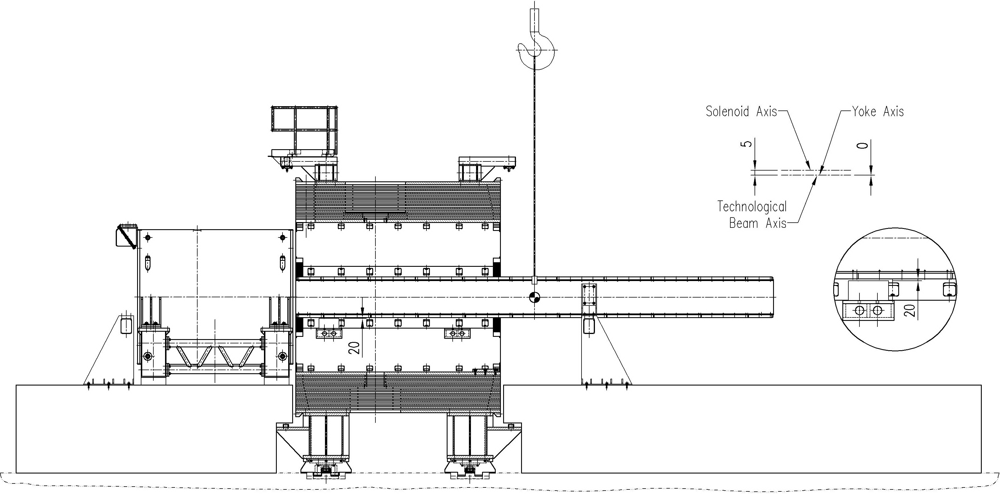 Solenoid Axis
Yoke Axis
5
0
Technological
Beam Axis
20
20